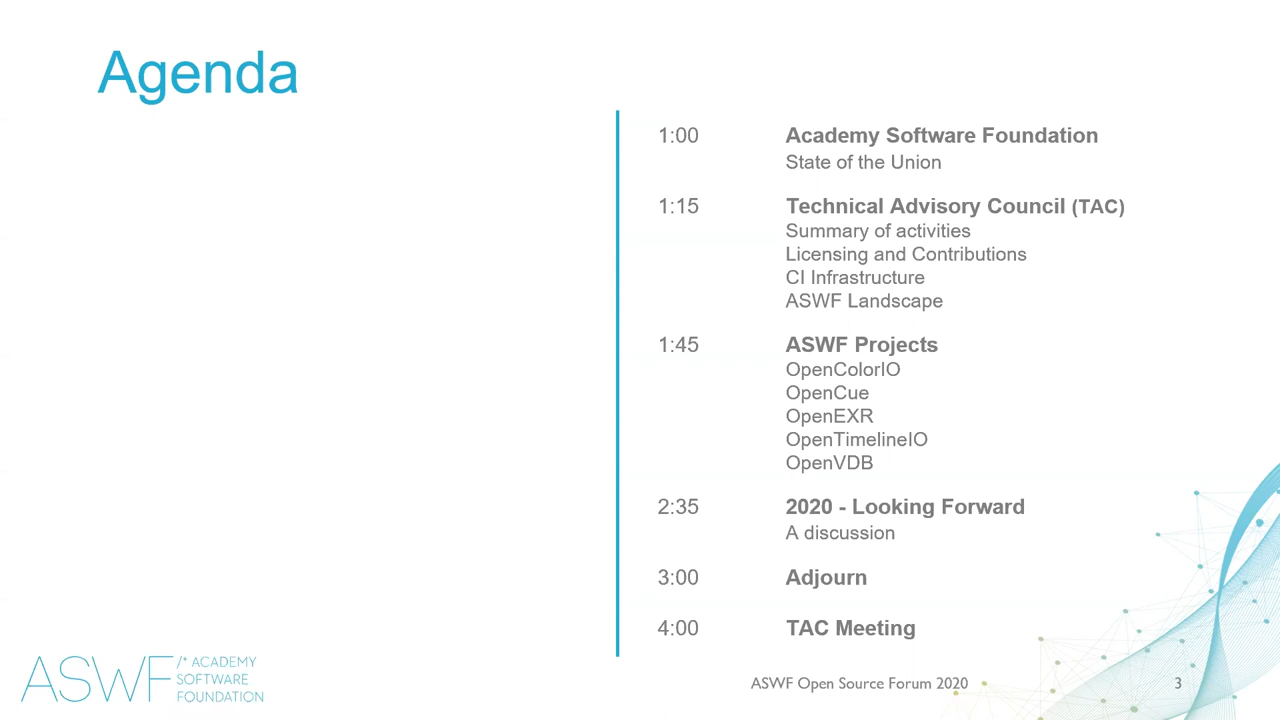 Agenda
1:00 Academy Software Foundation
State of the Union
1:15 Technical Advisory Council (TAC)
Summary of activities
Licensing and Contributions
CI Infrastructure
ASWF Landscape
1:45 ASWF Projects
OpenColorIO
OpenCue
OpenEXR
OpenTimelineIO
OpenVDB
2:35 2020 - Looking Forward
A discussion
3:00 Adjourn
4:00 TAC Meeting
ASWF /* ACADEMY
SOFTWARE
FOUNDATION
ASWF Open Source Forum 2020
3